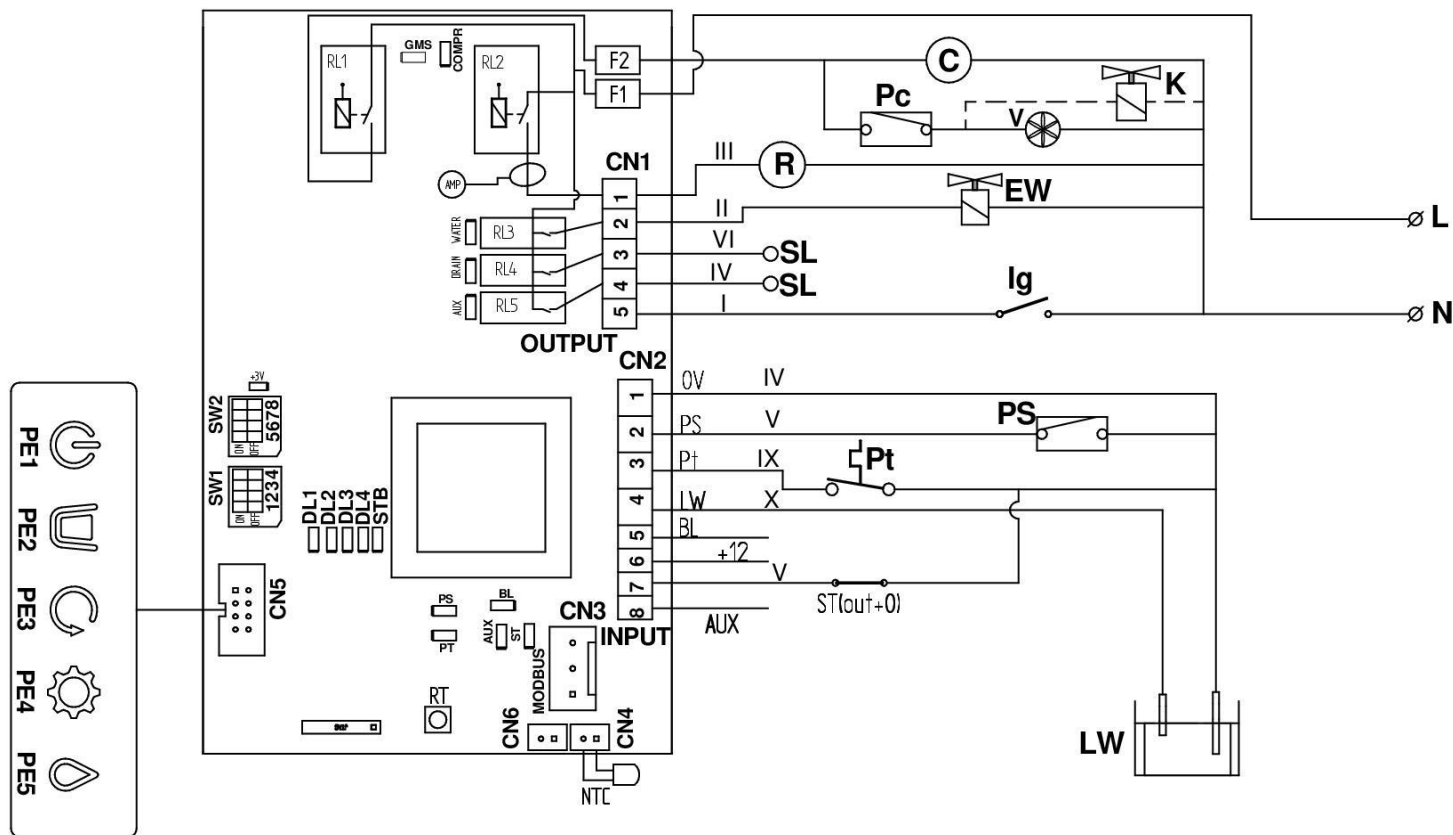 RL1
GMS
COMPR
RL2
F2
F1
C
K
Pc
V
AMP
CN1
III
R
1
II
EW
2
WATER
RL3
VI
SL
3
DRAIN
RL4
IV
SL
4
AUX
RL5
I
Ig
5
L
N
OUTPUT
CN2
0V
IV
1
PS
V
PS
2
Pt
IX
Pt
3
LW
X
4
BL
5
+12
6
V
7
ST(out+0)
8
AUX
INPUT
+3V
SW2
5678
ON
OFF
SW1
1234
ON
OFF
DL1
DL2
DL3
DL4
STB
CN5
PS
BL
PT
AUX
ST
CN3
MODBUS
RT
CN6
CN4
NTC
LW
PE1
PE2
PE3
PE4
PE5